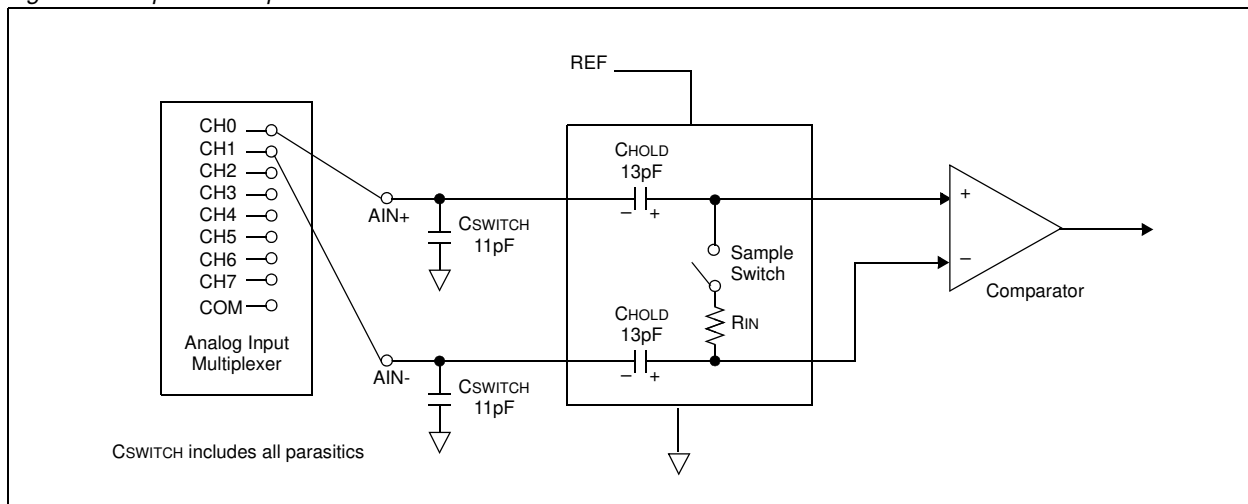 REF
CH0
CH1
CH2
CH3
CH4
CH5
CH6
CH7
COM
Analog Input
Multiplexer
AIN+
CSWITCH
11pF
AIN-
CSWITCH
11pF
CHOLD
13pF
– +
Sample
Switch
RIN
CHOLD
13pF
– +
+
–
Comparator
CSWITCH includes all parasitics